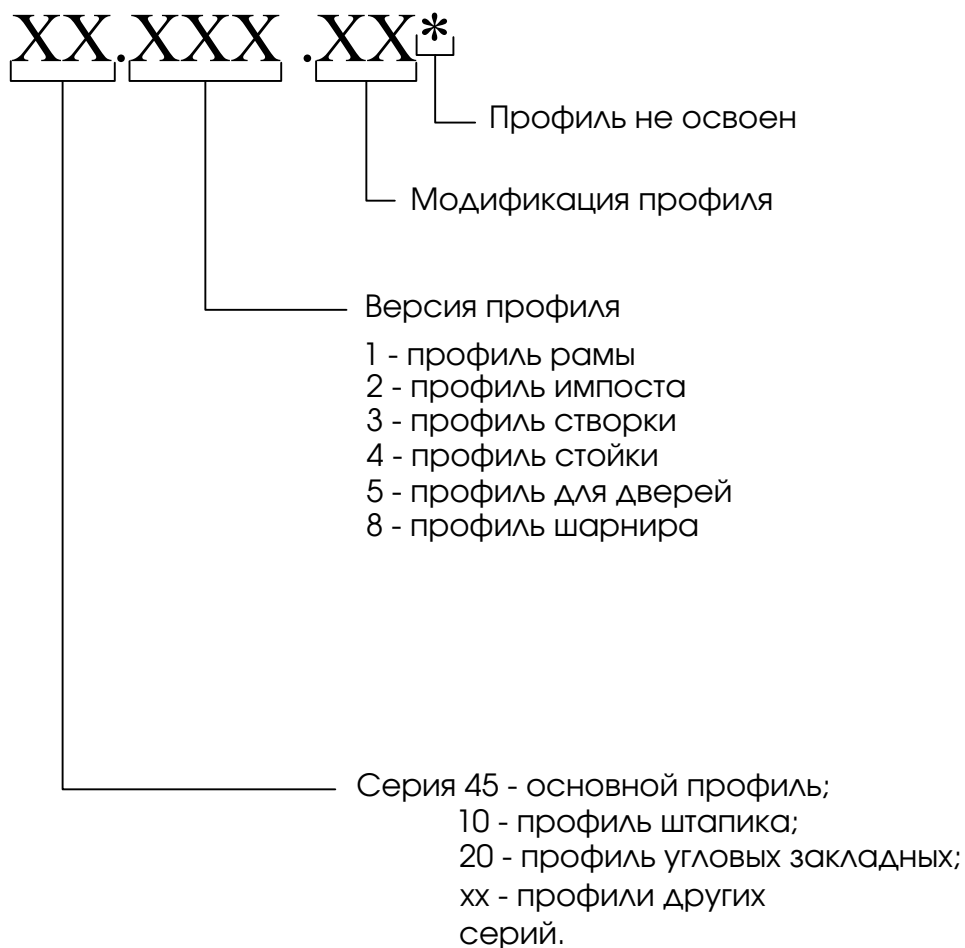 XX.XXX .XX*
Профиль не освоен
Модификация профиля
Версия профиля
1 - профиль рамы
2 - профиль импоста
3 - профиль створки
4 - профиль стойки
5 - профиль для дверей
8 - профиль шарнира
Серия 45 - основной профиль;
10 - профиль штапика;
20 - профиль угловых закладных;
xx - профили других
серий.